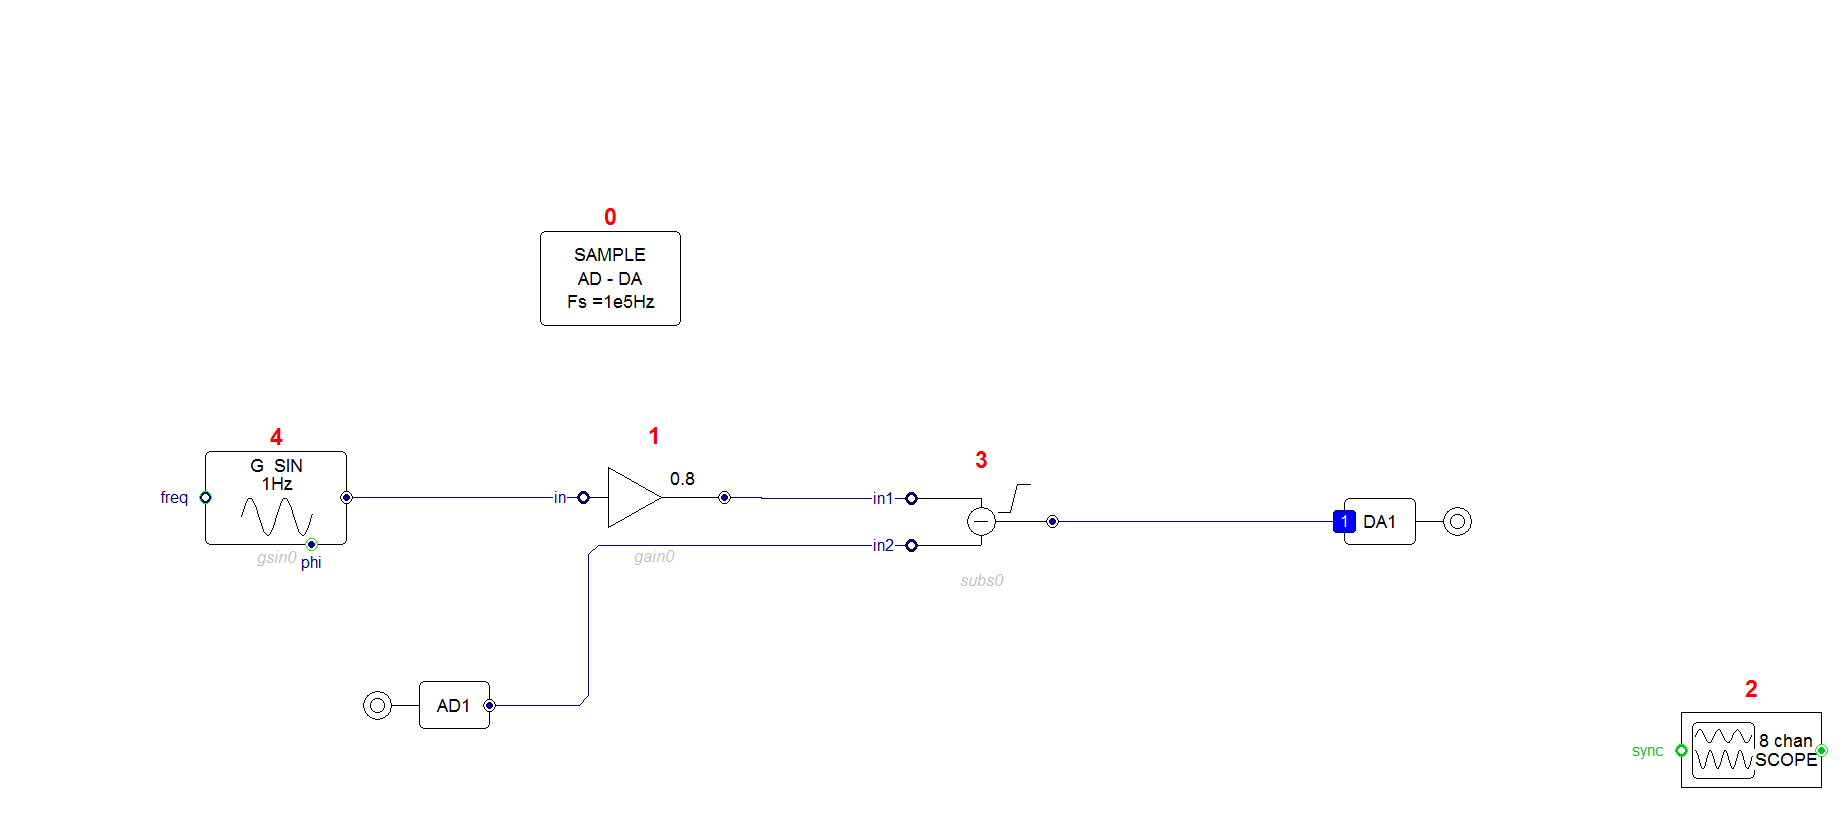 0
SAMPLE
AD - DA
Fs =1e5Hz
4
G  SIN
1Hz
freq
gsin0
phi
1
in
0.8
gain0
3
in1
in2
subs0
1
DA1
AD1
2
sync
8 chan
SCOPE